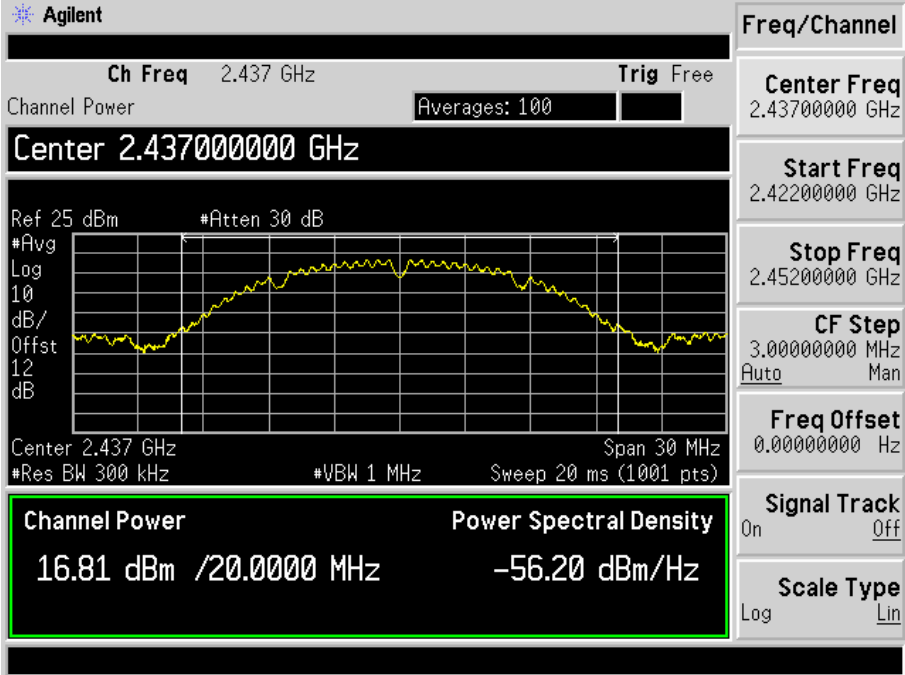 Agilent
Freq/Channel
Ch Freq 2.437 GHz Trig Free
Channel Power Averages: 100
Center 2.437000000 GHz
Ref 25 dBm #Atten 30 dB
#Avg
Log
10
dB/
Offst
12
dB
Center 2.437 GHz Span 30 MHz
#Res BW 300 kHz #VBW 1 MHz Sweep 20 ms (1001 pts)
Channel Power Power Spectral Density
16.81 dBm /20.0000 MHz -56.20 dBm/Hz
Center Freq
2.43700000 GHz
Start Freq
2.42200000 GHz
Stop Freq
2.45200000 GHz
CF Step
3.00000000 MHz
Auto Man
Freq Offset
0.00000000 Hz
Signal Track
On Off
Scale Type
Log Lin